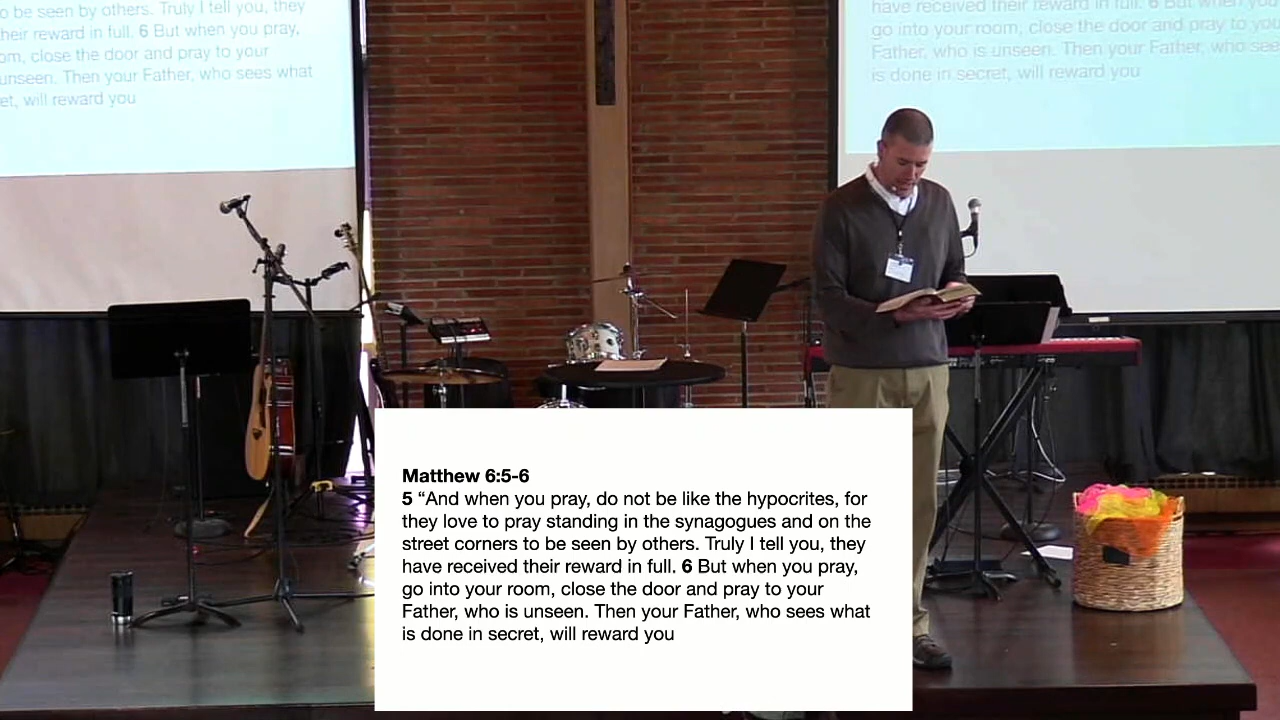 to be seen by others. Truly I tell you, they
their reward in full. 6 But when you pray,
om, close the door and pray to your
unseen. Then your Father, who sees what
et, will reward you
have received their reward in full. 6 But when you
go into your room, close the door and pray to you
Father, who is unseen. Then your Father, who see
is done in secret, will reward you
Matthew 6:5-6
5 “And when you pray, do not be like the hypocrites, for
they love to pray standing in the synagogues and on the
street corners to be seen by others. Truly I tell you, they
have received their reward in full. 6 But when you pray,
go into your room, close the door and pray to your
Father, who is unseen. Then your Father, who sees what
is done in secret, will reward you